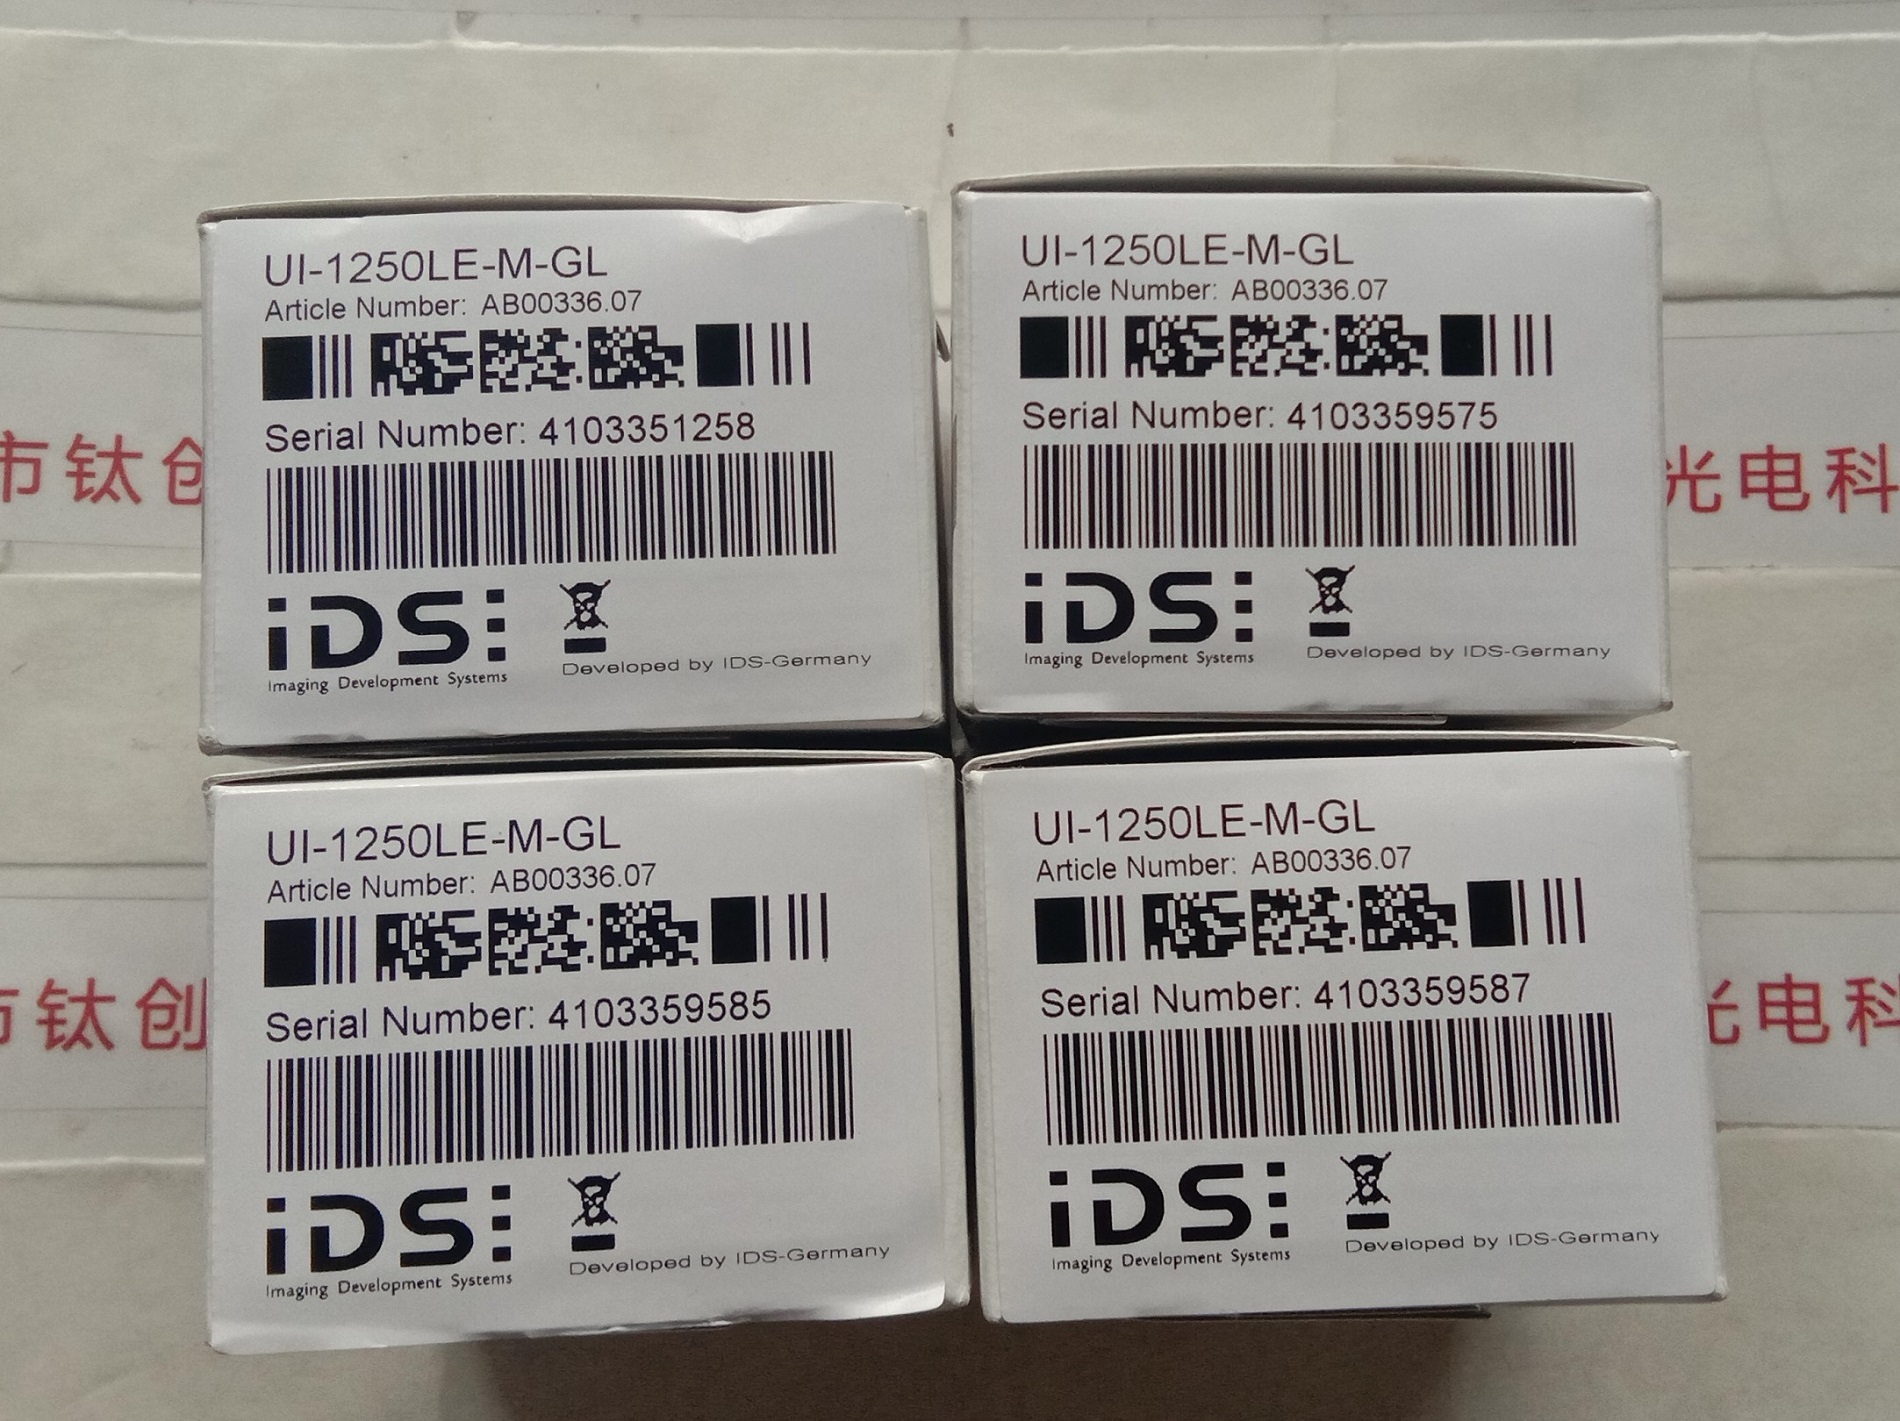 UI-1250LE-M-GL
Article Number: AB00336.07
Serial Number: 4103351258
iDS
Imaging Development Systems
Developed by IDS-Germany
UI-1250LE-M-GL
Article Number: AB00336.07
Serial Number: 4103359575
iDS
Imaging Development Systems
Developed by IDS-Germany
市钛创
光电科
UI-1250LE-M-GL
Article Number: AB00336.07
Serial Number: 4103359585
iDS
Imaging Development Systems
Developed by IDS-Germany
UI-1250LE-M-GL
Article Number: AB00336.07
Serial Number: 4103359587
iDS
Imaging Development Systems
Developed by IDS-Germany
市钛创
光电科